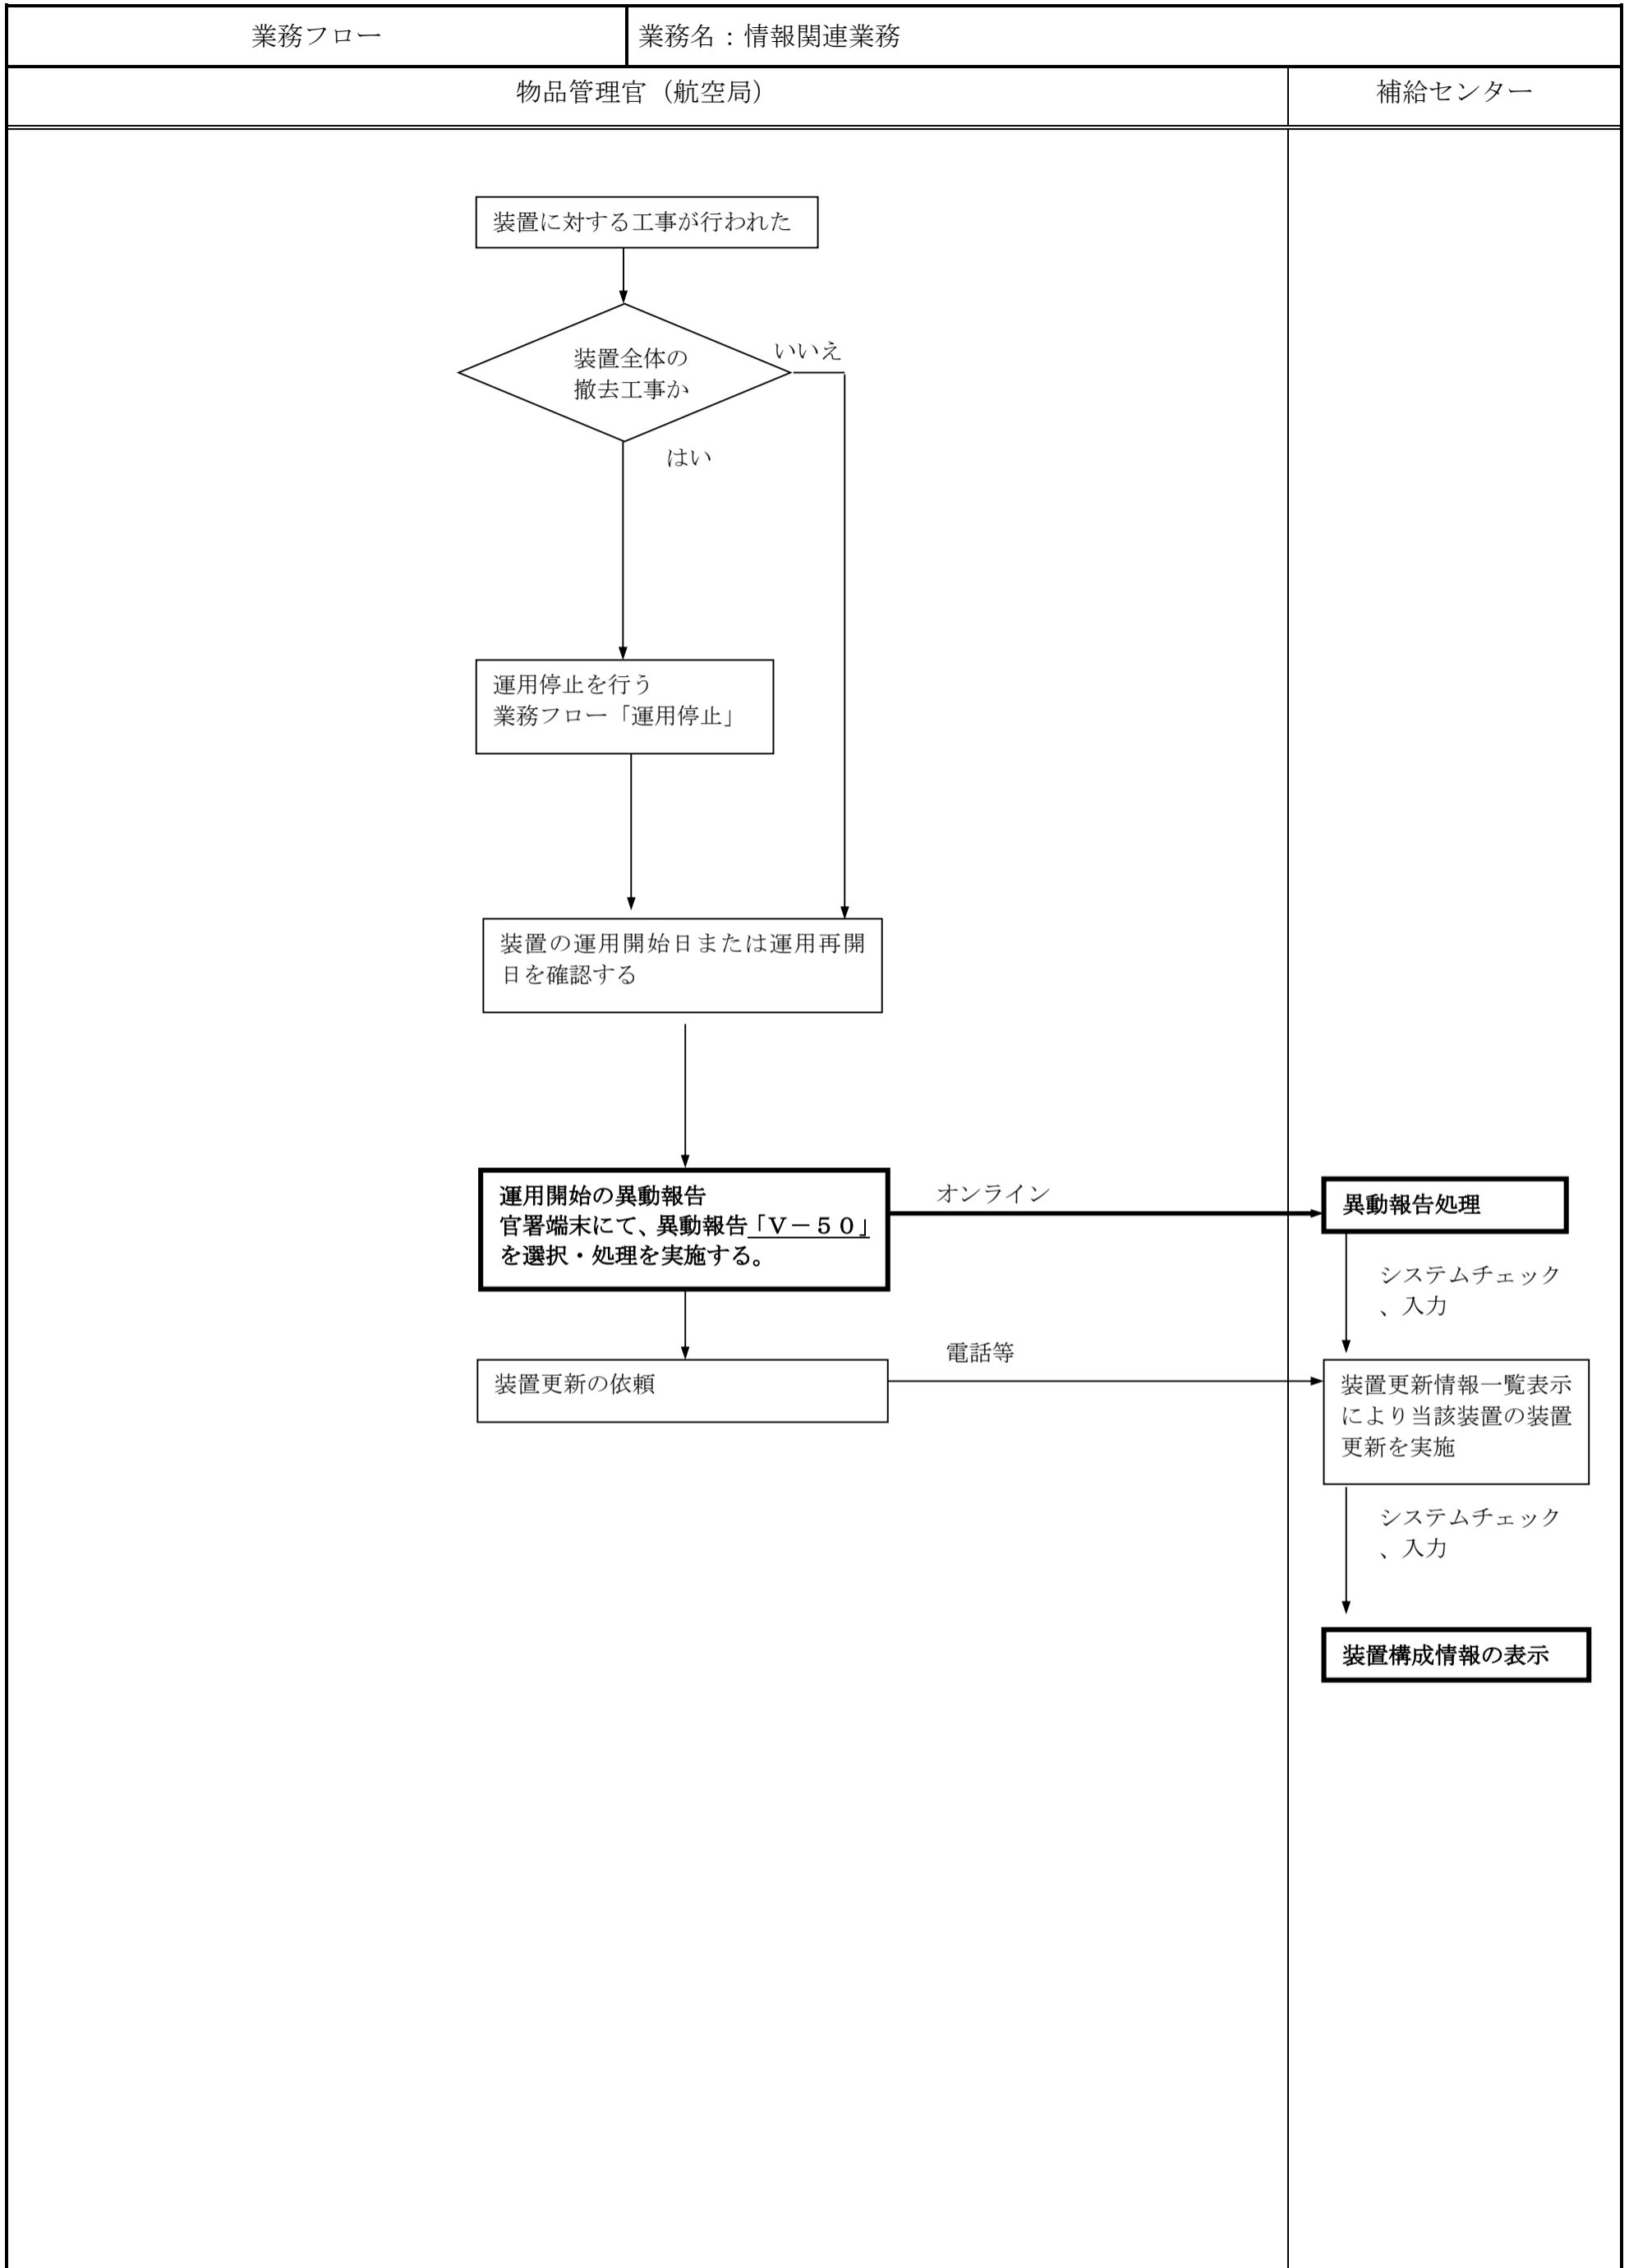 業務フロー
業務名：情報関連業務
物品管理官（航空局）
補給センター
装置に対する工事が行われた
装置全体の
撤去工事か
いいえ
はい
運用停止を行う
業務フロー「運用停止」
装置の運用開始日または運用再開
日を確認する
運用開始の異動報告
官署端末にて、異動報告「Ｖ－５０」
を選択・処理を実施する。
オンライン
異動報告処理
システムチェック
、入力
装置更新の依頼
電話等
装置更新情報一覧表示
により当該装置の装置
更新を実施
システムチェック
、入力
装置構成情報の表示